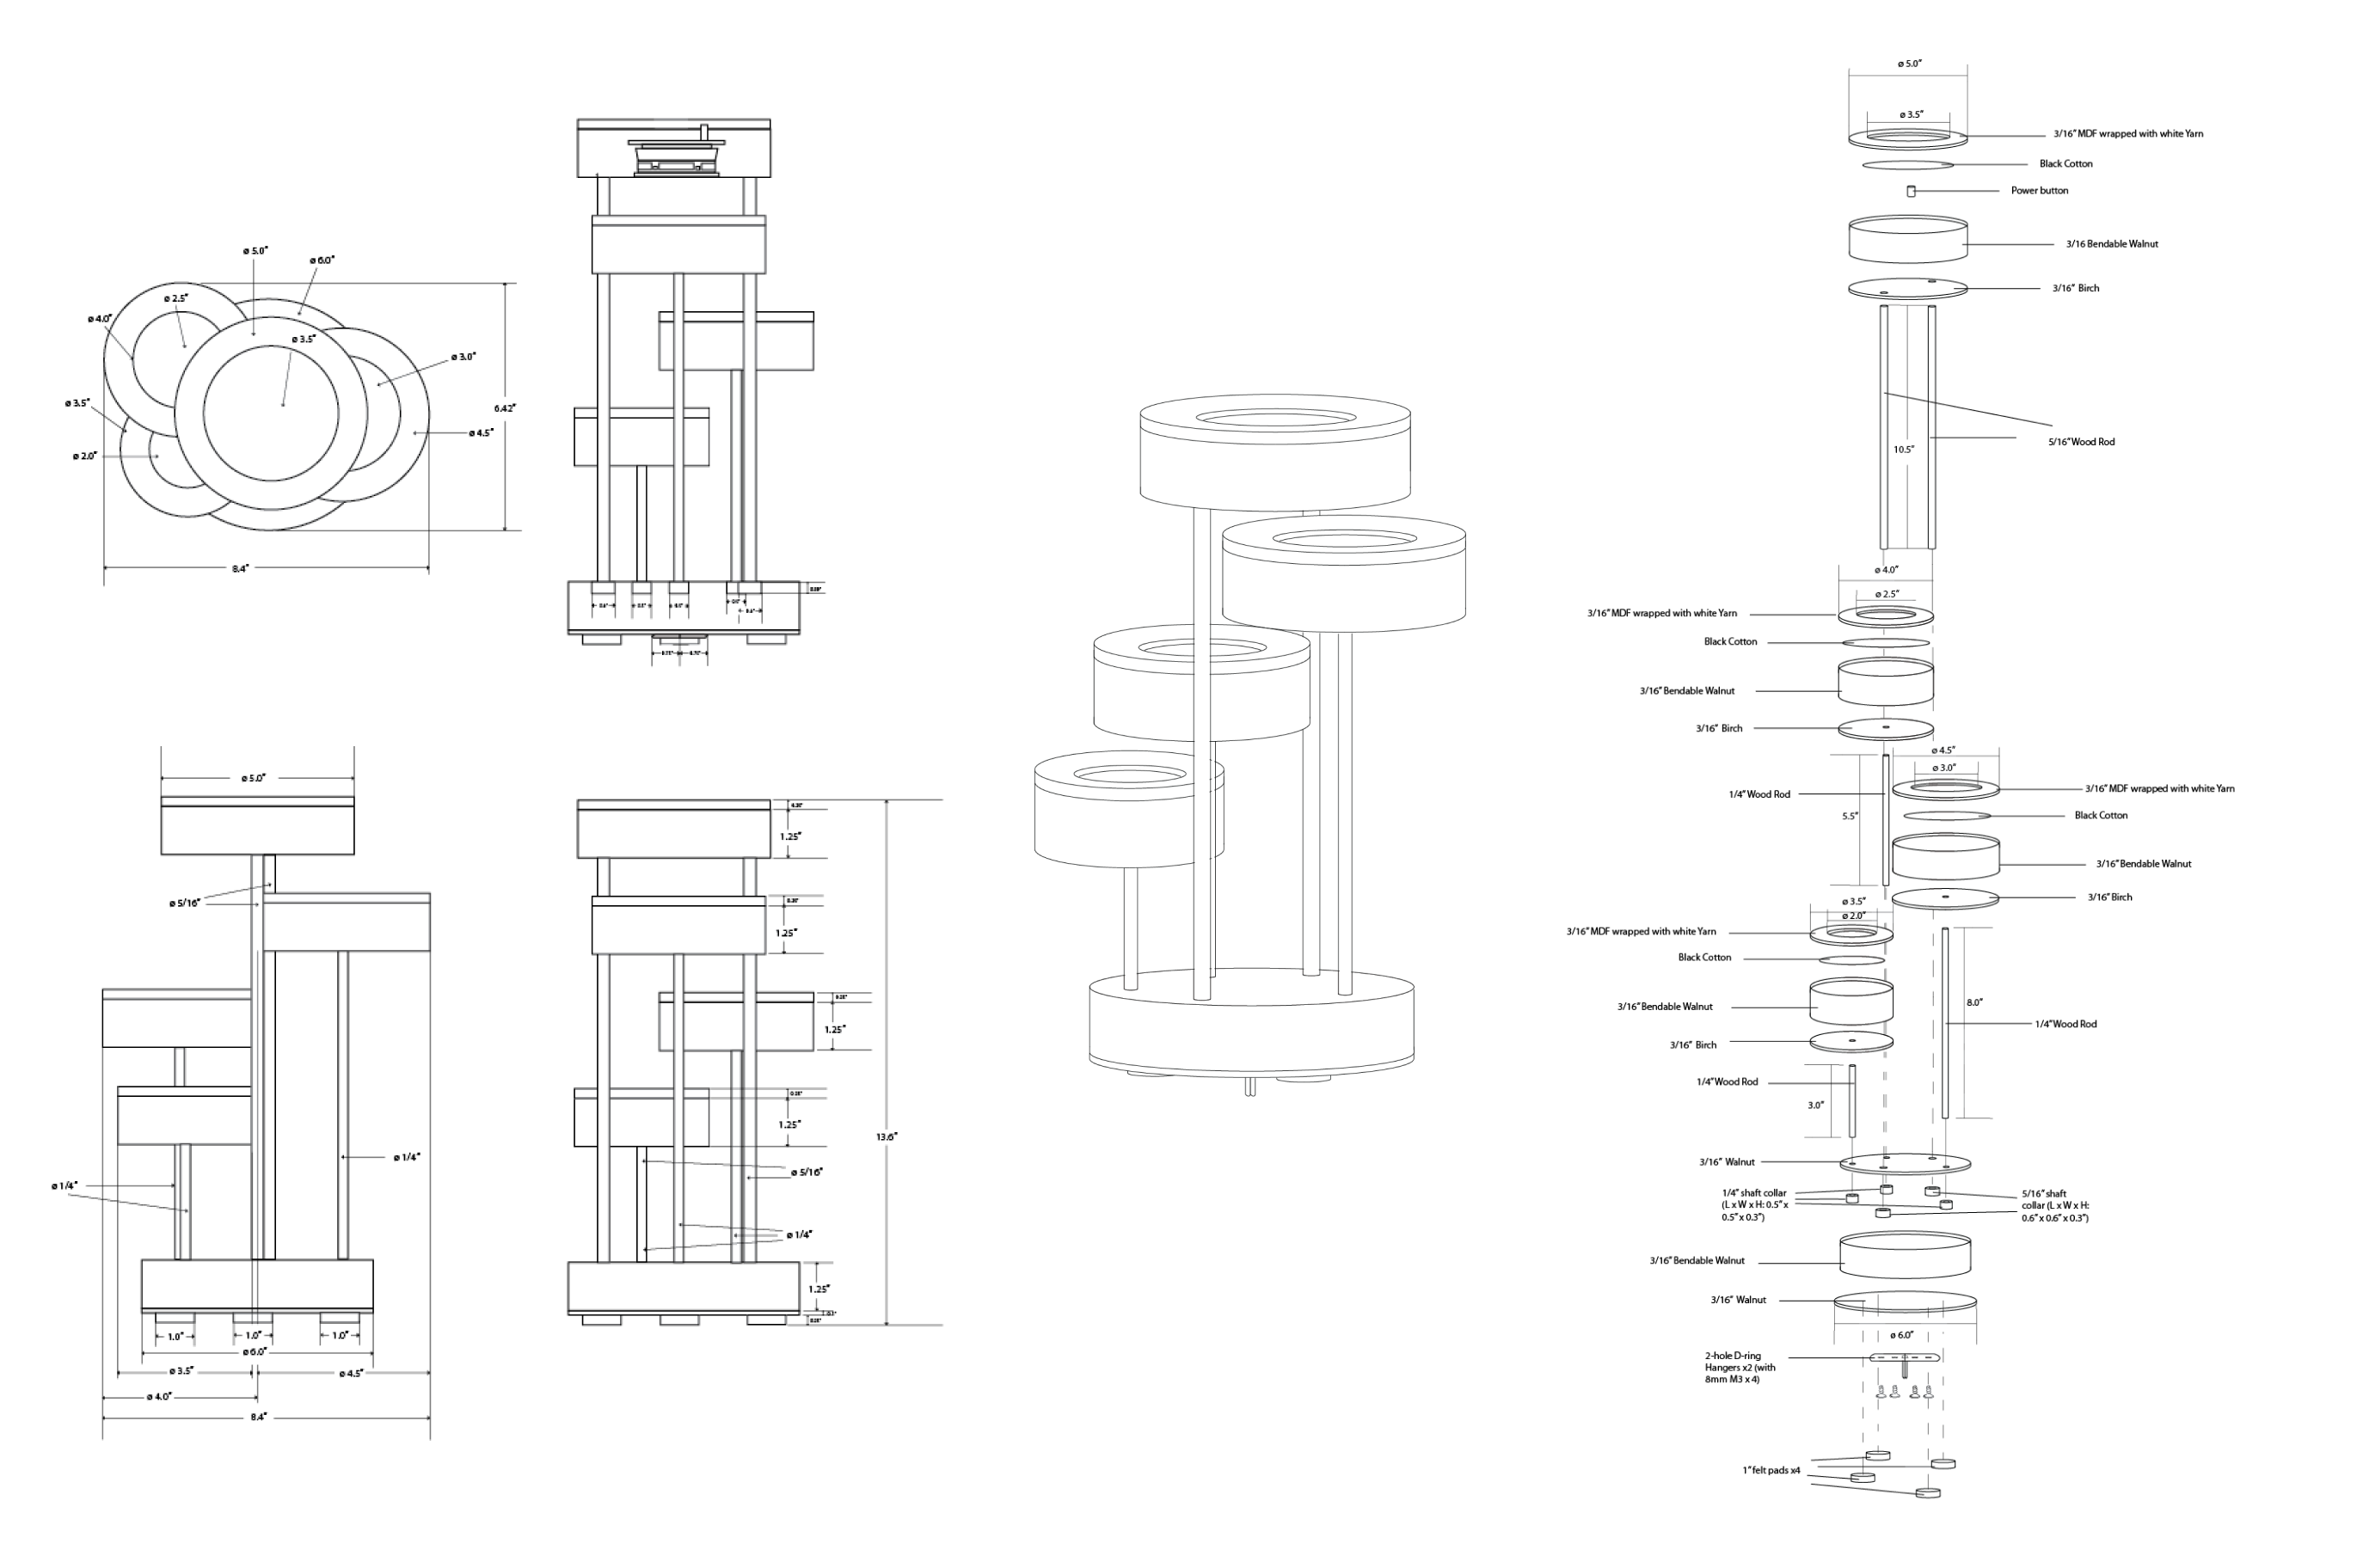 ø 5.0"
ø 6.0"
ø 2.5"
ø 4.0"
ø 3.5"
ø 3.0"
ø 3.5"
ø 4.5"
ø 2.0"
6.42"
8.4"
ø 5.0"
ø 5/16"
ø 1/4"
ø 1/4"
1.0"
1.0"
1.0"
ø 6.0"
ø 3.5"
ø 4.5"
ø 4.0"
8.4"
1.25"
1.25"
1.25"
1.25"
13.6"
ø 5/16"
ø 1/4"
1.25"
ø 5.0"
ø 3.5"
3/16" MDF wrapped with white Yarn
Black Cotton
Power button
3/16 Bendable Walnut
3/16" Birch
10.5"
5/16" Wood Rod
ø 4.0"
ø 2.5"
3/16" MDF wrapped with white Yarn
Black Cotton
3/16" Bendable Walnut
3/16" Birch
1/4" Wood Rod
5.5"
ø 4.5"
ø 3.0"
3/16" MDF wrapped with white Yarn
Black Cotton
3/16" Bendable Walnut
3/16" Birch
8.0"
1/4" Wood Rod
ø 3.5"
ø 2.0"
3/16" MDF wrapped with white Yarn
Black Cotton
3/16" Bendable Walnut
3/16" Birch
1/4" Wood Rod
3.0"
3/16" Walnut
1/4" shaft collar
(L x W x H: 0.5" x
0.5" x 0.3")
5/16" shaft
collar (L x W x H:
0.6" x 0.6" x 0.3")
3/16" Bendable Walnut
3/16" Walnut
ø 6.0"
2-hole D-ring
Hangers x2 (with
8mm M3 x 4)
1" felt pads x4